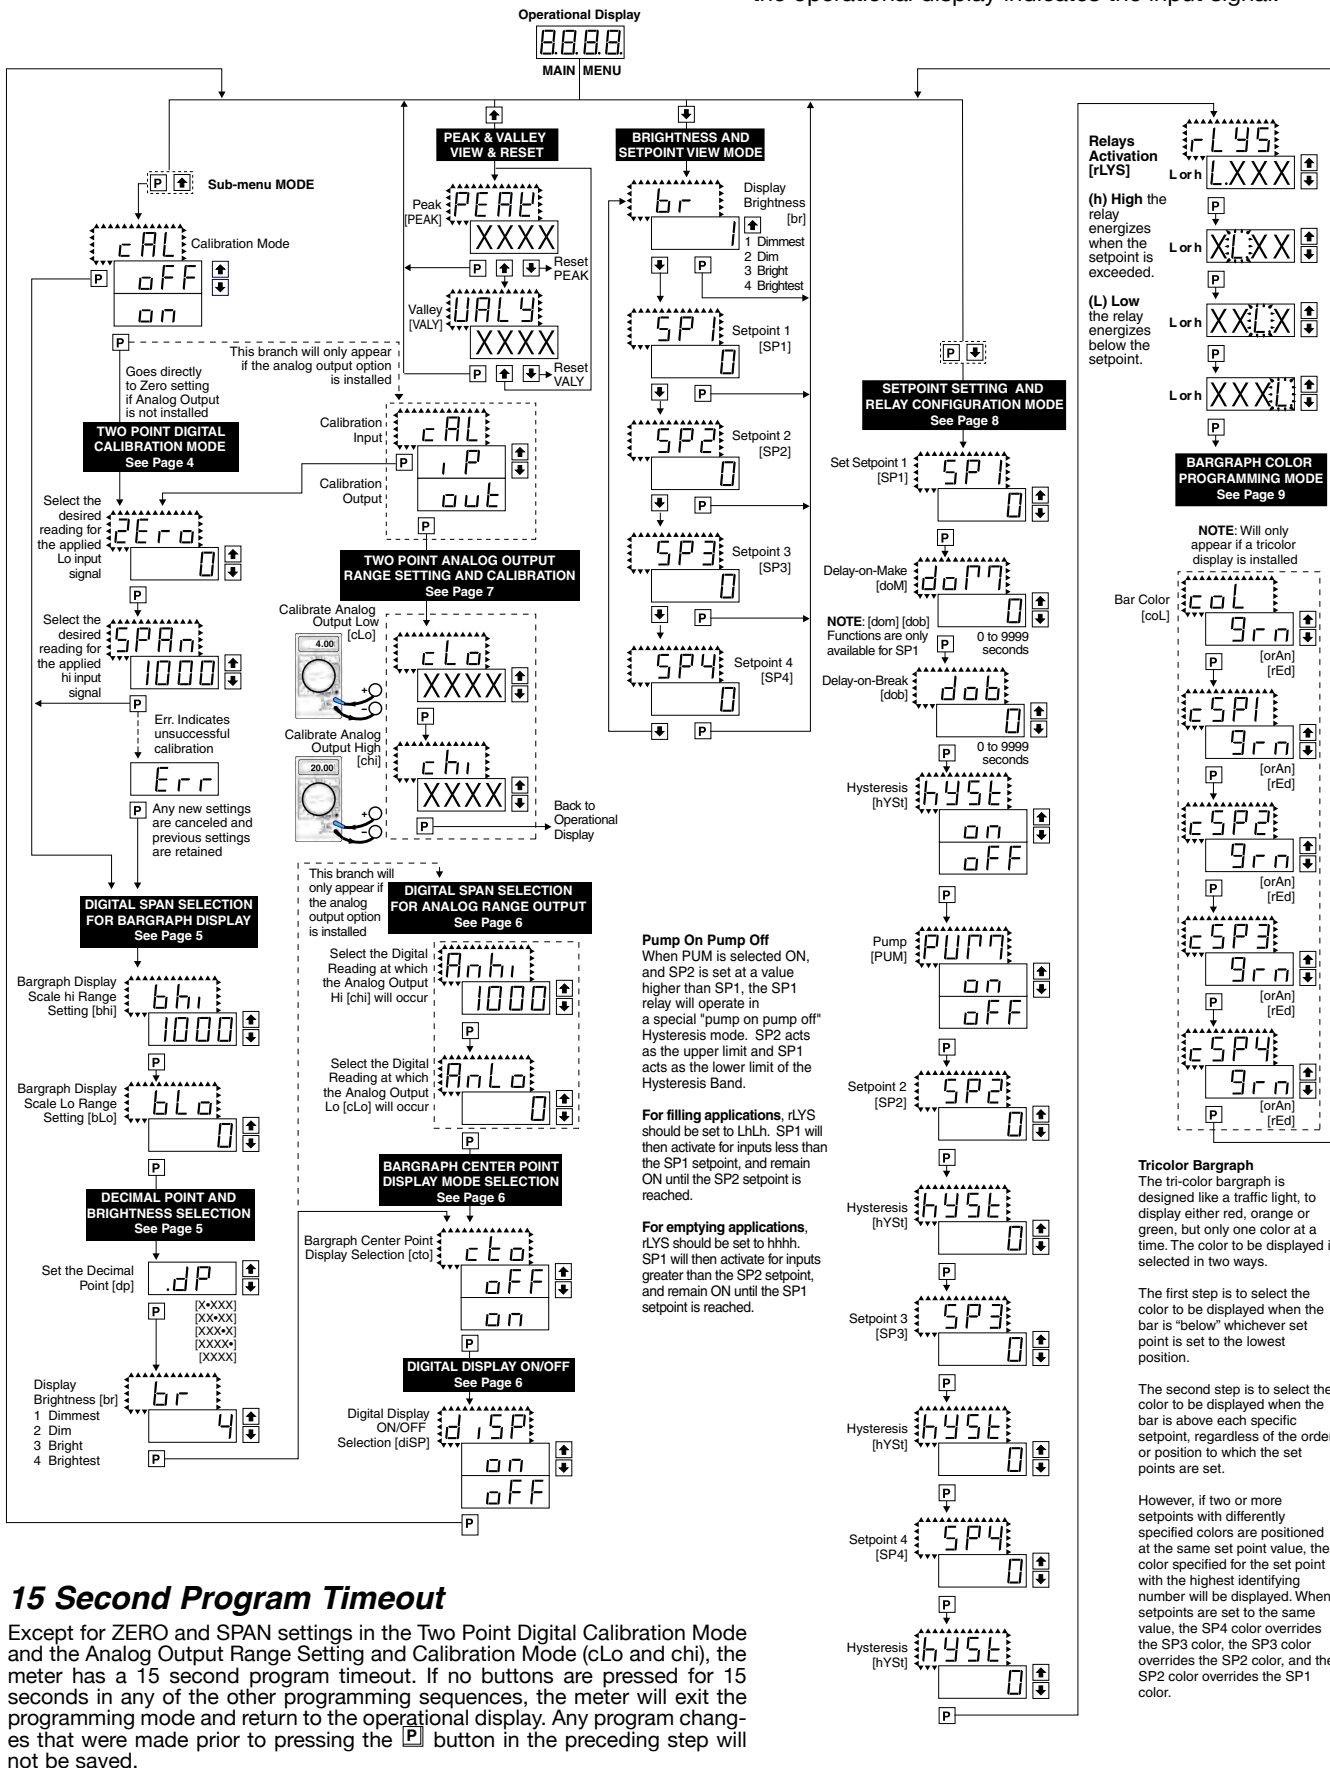 the operational display indicates the input signal.
Operational Display
8.8.8.8.
MAIN MENU
P
Sub-menu MODE
cAL
Calibration Mode
P
oFF
on
P
Goes directly
to Zero setting
if Analog Output
is not installed
This branch will only appear
if the analog output option
is installed
TWO POINT DIGITAL
CALIBRATION MODE
See Page 4
Select the
desired
reading for
the applied
Lo input
signal
ZEro
0
P
Select the
desired
reading for
the applied
hi input
signal
SPAn
1000
P
Err. Indicates
unsuccessful
calibration
Err
P
Any new settings
are canceled and
previous settings
are retained
DIGITAL SPAN SELECTION
FOR BARGRAPH DISPLAY
See Page 5
Bargraph Display
Scale hi Range
Setting [bhi]
bhi
1000
P
Bargraph Display
Scale Lo Range
Setting [bLo]
bLo
0
P
DECIMAL POINT AND
BRIGHTNESS SELECTION
See Page 5
Set the Decimal
Point [dp]
.dP
P
[X•XXX]
[XX•XX]
[XXX•X]
[XXXX•]
[XXXX]
Display
Brightness [br]
1 Dimmest
2 Dim
3 Bright
4 Brightest
br
4
P
PEAK & VALLEY
VIEW & RESET
Peak
[PEAK]
PEAK
XXXX
P
Reset
PEAK
Valley
[VALY]
VALY
XXXX
P
Reset
VALY
Calibration
Input
cAL
P
iP
Calibration
Output
out
P
TWO POINT ANALOG OUTPUT
RANGE SETTING AND CALIBRATION
See Page 7
Calibrate Analog
Output Low
[cLo]
4.00
+
–
cLo
XXXX
P
Calibrate Analog
Output High
[chi]
20.00
+
–
chi
XXXX
P
Back to
Operational
Display
This branch will
only appear if
the analog
output option
is installed
DIGITAL SPAN SELECTION
FOR ANALOG RANGE OUTPUT
See Page 6
Select the Digital
Reading at which
the Analog Output
Hi [chi] will occur
Anhi
1000
P
Select the Digital
Reading at which
the Analog Output
Lo [cLo] will occur
AnLo
0
P
BARGRAPH CENTER POINT
DISPLAY MODE SELECTION
See Page 6
Bargraph Center Point
Display Selection [cto]
cto
oFF
on
P
DIGITAL DISPLAY ON/OFF
See Page 6
Digital Display
ON/OFF
Selection [diSP]
diSP
on
oFF
P
BRIGHTNESS AND
SETPOINT VIEW MODE
br
1
Display
Brightness
[br]
1 Dimmest
2 Dim
3 Bright
4 Brightest
P
SP1
0
Setpoint 1
[SP1]
P
SP2
0
Setpoint 2
[SP2]
P
SP3
0
Setpoint 3
[SP3]
P
SP4
0
Setpoint 4
[SP4]
P
Pump On Pump Off
When PUM is selected ON,
and SP2 is set at a value
higher than SP1, the SP1
relay will operate in
a special "pump on pump off"
Hysteresis mode. SP2 acts
as the upper limit and SP1
acts as the lower limit of the
Hysteresis Band.
For filling applications, rLYS
should be set to LhLh. SP1 will
then activate for inputs less than
the SP1 setpoint, and remain
ON until the SP2 setpoint is
reached.
For emptying applications,
rLYS should be set to hhhh.
SP1 will then activate for inputs
greater than the SP2 setpoint,
and remain ON until the SP1
setpoint is reached.
P
SETPOINT SETTING AND
RELAY CONFIGURATION MODE
See Page 8
Set Setpoint 1
[SP1]
SP1
0
P
Delay-on-Make
[doM]
doM
0
NOTE: [dom] [dob]
Functions are only
available for SP1
0 to 9999
seconds
P
Delay-on-Break
[dob]
dob
0
0 to 9999
seconds
P
Hysteresis
[hYSt]
hYSt
on
oFF
P
Pump
[PUM]
PUM
on
oFF
P
Setpoint 2
[SP2]
SP2
0
P
Hysteresis
[hYSt]
hYSt
0
P
Setpoint 3
[SP3]
SP3
0
P
Hysteresis
[hYSt]
hYSt
0
P
Setpoint 4
[SP4]
SP4
0
P
Hysteresis
[hYSt]
hYSt
0
P
Relays
Activation
[rLYS]
(h) High the
relay
energizes
when the
setpoint is
exceeded.
(L) Low
the relay
energizes
below the
setpoint.
rLYS
L or h
L.XXX
P
L or h
XLXX
P
L or h
XXLX
P
L or h
XXXL
P
BARGRAPH COLOR
PROGRAMMING MODE
See Page 9
NOTE: Will only
appear if a tricolor
display is installed
Bar Color
[coL]
coL
grn
P
[orAn]
[rEd]
cSP1
grn
P
[orAn]
[rEd]
cSP2
grn
P
[orAn]
[rEd]
cSP3
grn
P
[orAn]
[rEd]
cSP4
grn
P
[orAn]
[rEd]
Tricolor Bargraph
The tri-color bargraph is
designed like a traffic light, to
display either red, orange or
green, but only one color at a
time. The color to be displayed i
selected in two ways.
The first step is to select the
color to be displayed when the
bar is “below” whichever set
point is set to the lowest
position.
The second step is to select the
color to be displayed when the
bar is above each specific
setpoint, regardless of the order
or position to which the set
points are set.
However, if two or more
setpoints with differently
specified colors are positioned
at the same set point value, the
color specified for the set point
with the highest identifying
number will be displayed. When
setpoints are set to the same
value, the SP4 color overrides
the SP3 color, the SP3 color
overrides the SP2 color, and the
SP2 color overrides the SP1
color.
15 Second Program Timeout
Except for ZERO and SPAN settings in the Two Point Digital Calibration Mode
and the Analog Output Range Setting and Calibration Mode (cLo and chi), the
meter has a 15 second program timeout. If no buttons are pressed for 15
seconds in any of the other programming sequences, the meter will exit the
programming mode and return to the operational display. Any program chang-
es that were made prior to pressing the P button in the preceding step will
not be saved.